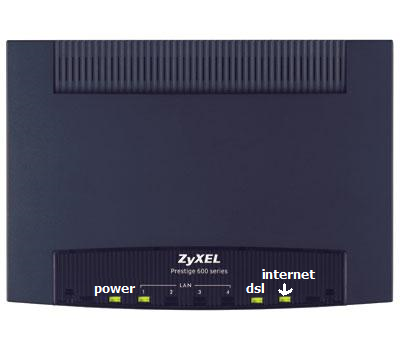 ZyXEL
Prestige 600 series
internet
power
LAN
dsl
1 2 3 4